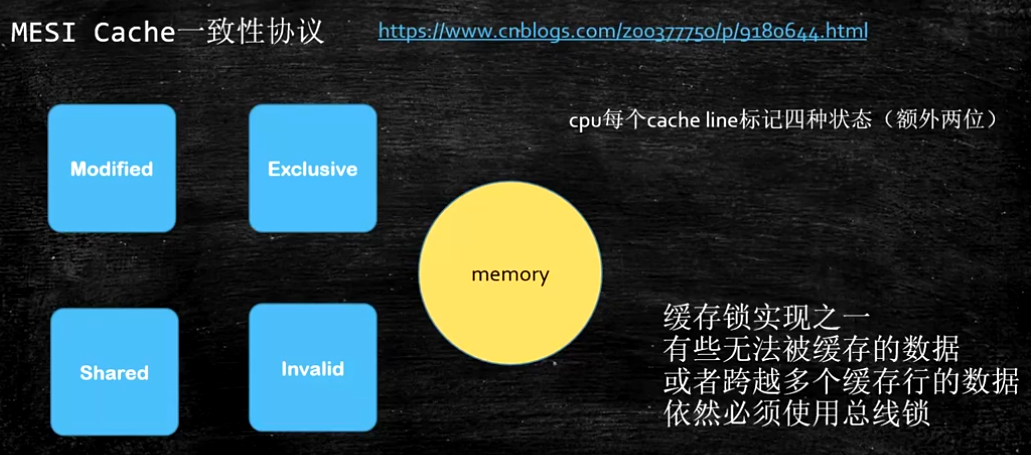 MESI Cache一致性协议 https://www.cnblogs.com/z00377750/p/9180644.html
cpu每个cache line标记四种状态（额外两位）
Modified Exclusive
memory
Shared Invalid
缓存锁实现之一
有些无法被缓存的数据
或者跨越多个缓存行的数据
依然必须使用总线锁